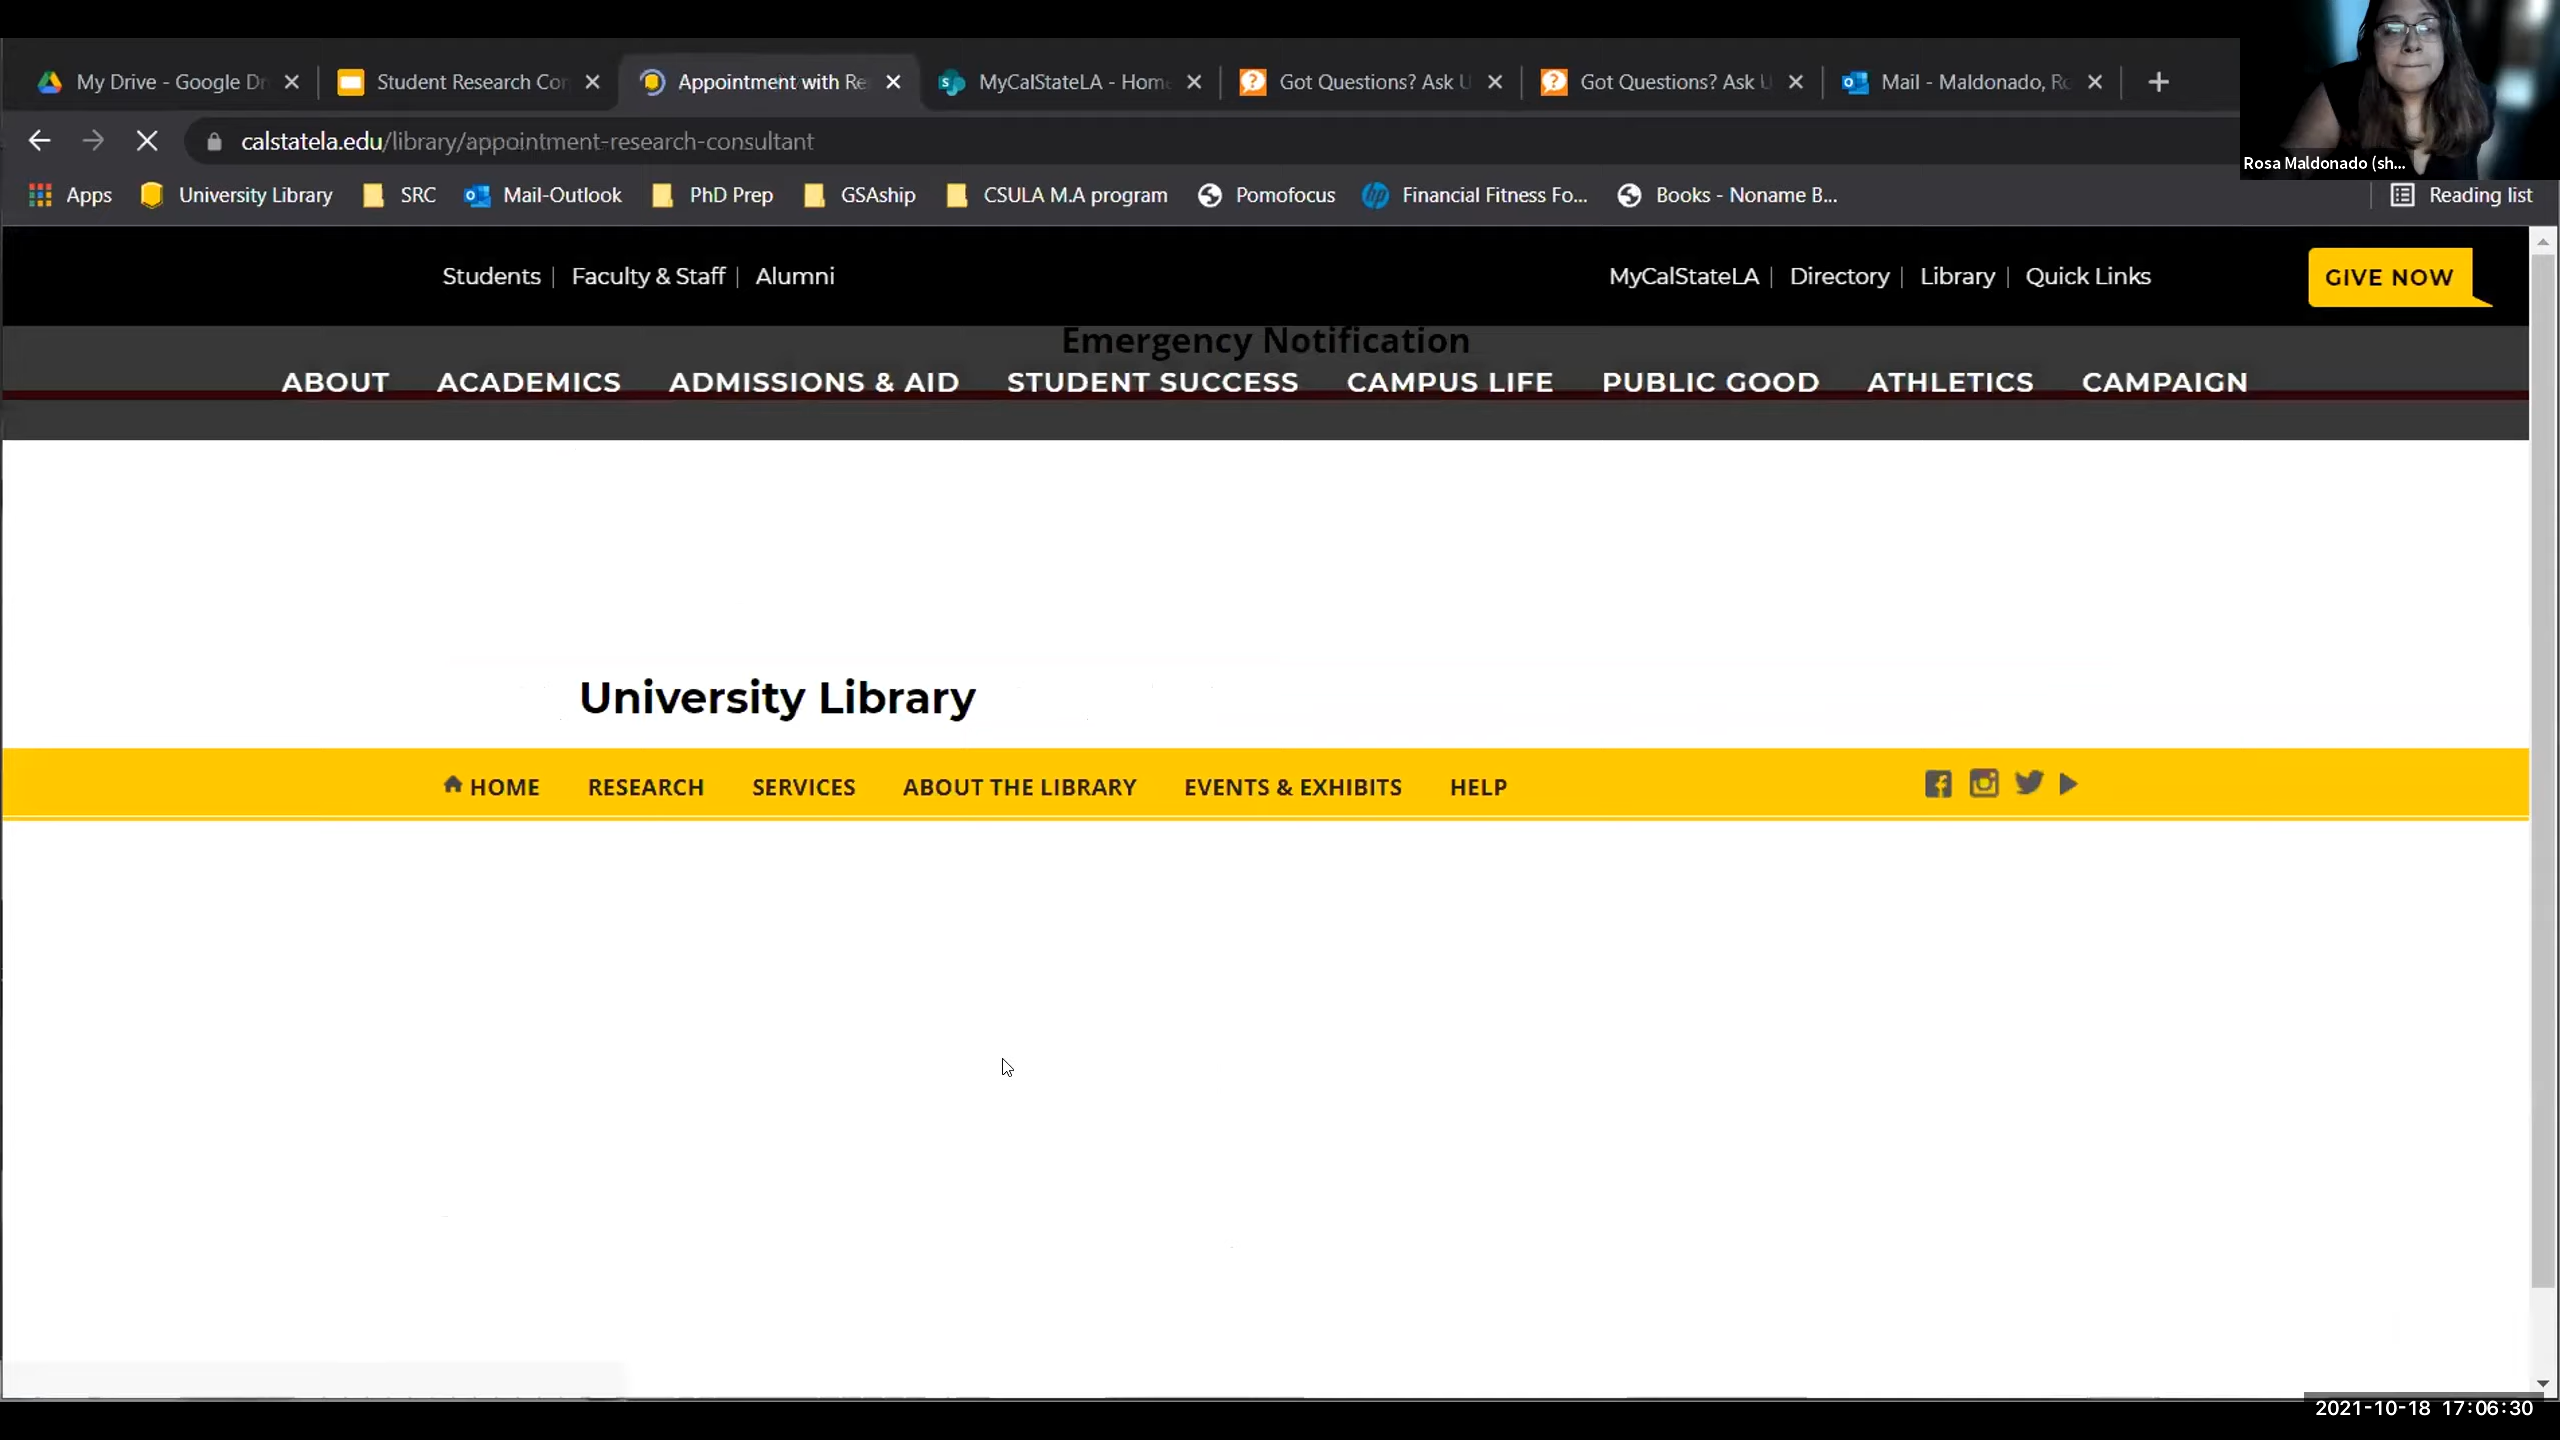 My Drive - Google Dr
Student Research Con
Appointment with Re
MyCalStateLA - Home
Got Questions? Ask U
Got Questions? Ask U
Mail - Maldonado, Ro
calstatela.edu/library/appointment-research-consultant
Rosa Maldonado (sh...
Apps University Library SRC Mail-Outlook PhD Prep GSAship CSULA M.A program Pomofocus Financial Fitness Fo... Books - Noname B... Reading list
Students | Faculty & Staff | Alumni
MyCalStateLA | Directory | Library | Quick Links
GIVE NOW
Emergency Notification
ABOUT ACADEMICS ADMISSIONS & AID STUDENT SUCCESS CAMPUS LIFE PUBLIC GOOD ATHLETICS CAMPAIGN
University Library
HOME RESEARCH SERVICES ABOUT THE LIBRARY EVENTS & EXHIBITS HELP
2021-10-18 17:06:30